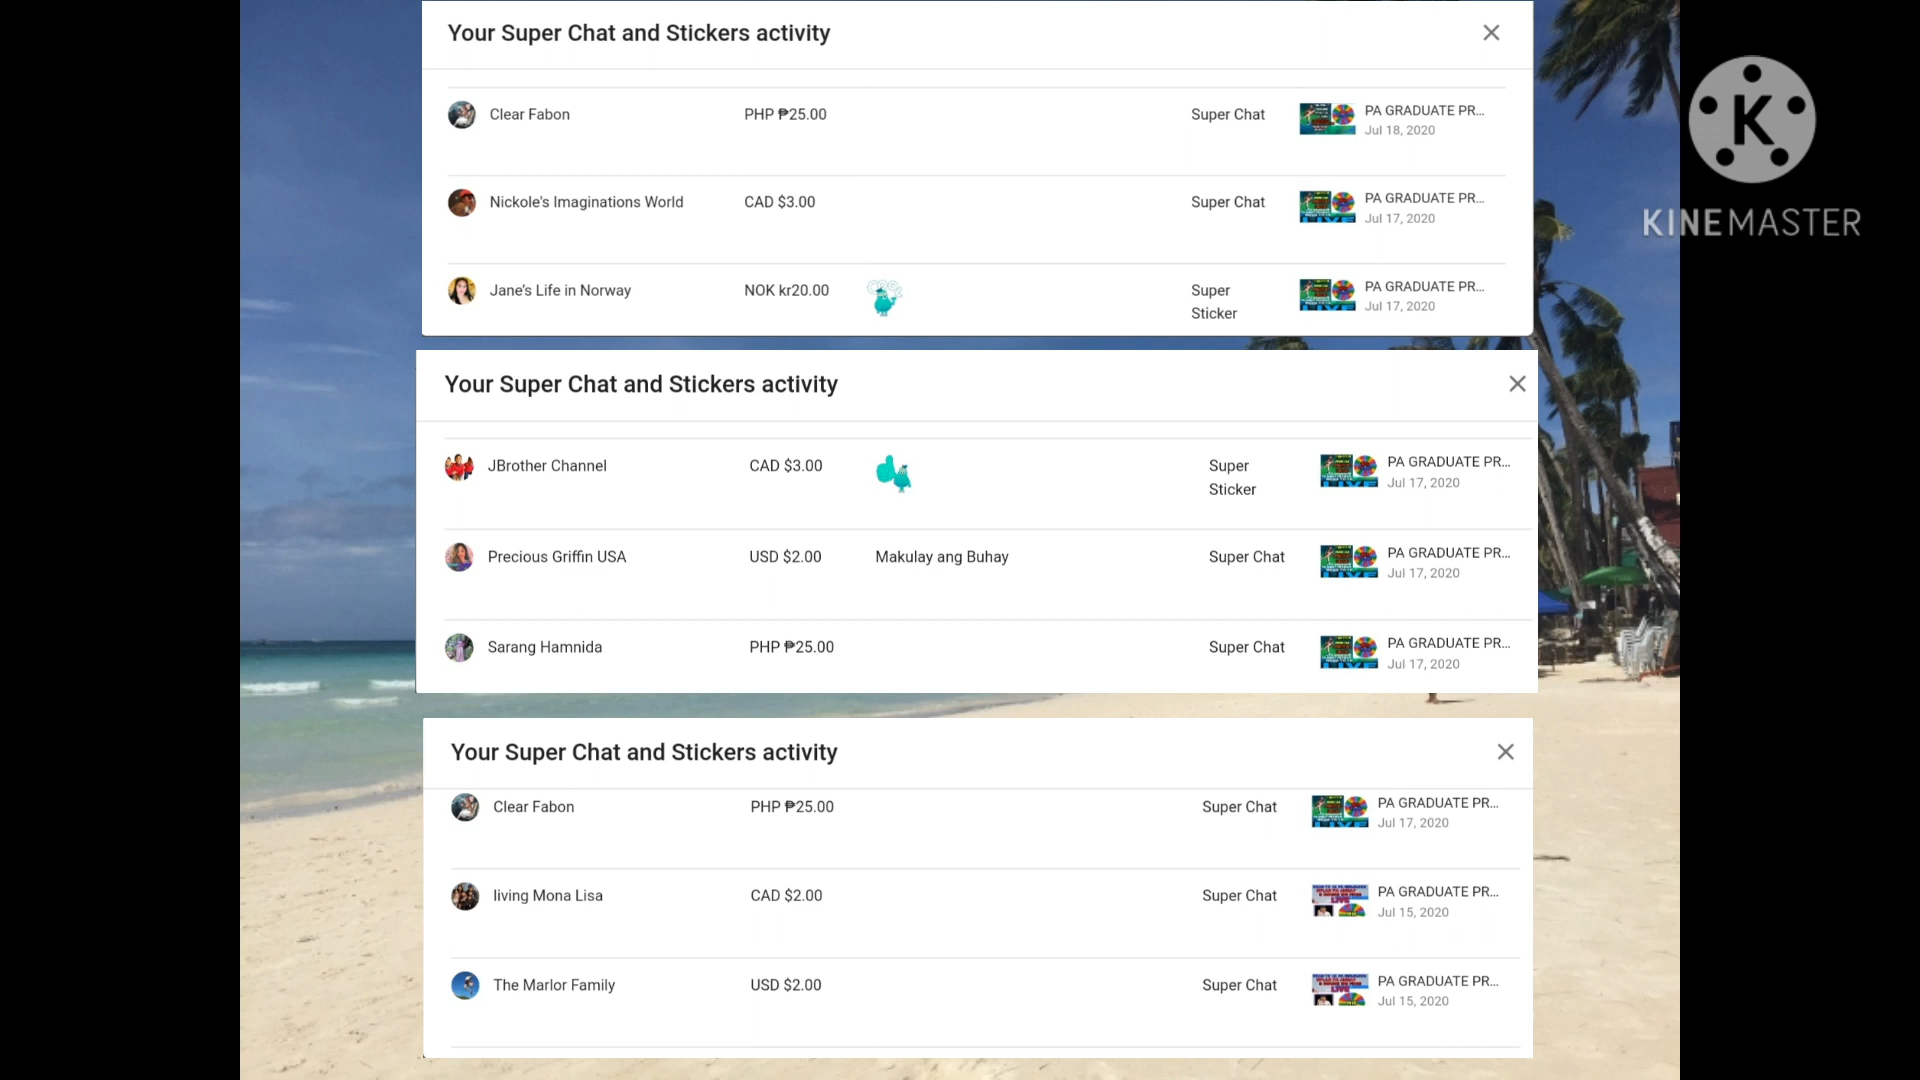 Your Super Chat and Stickers activity
Clear Fabon PHP ₱25.00 Super Chat PA GRADUATE PR...
Jul 18, 2020
Nickole's Imaginations World CAD $3.00 Super Chat PA GRADUATE PR...
Jul 17, 2020
Jane's Life in Norway NOK kr20.00 Super Sticker PA GRADUATE PR...
Jul 17, 2020
Your Super Chat and Stickers activity
JBrother Channel CAD $3.00 Super Sticker PA GRADUATE PR...
Jul 17, 2020
Precious Griffin USA USD $2.00 Makulay ang Buhay Super Chat PA GRADUATE PR...
Jul 17, 2020
Sarang Hamnida PHP ₱25.00 Super Chat PA GRADUATE PR...
Jul 17, 2020
Your Super Chat and Stickers activity
Clear Fabon PHP ₱25.00 Super Chat PA GRADUATE PR...
Jul 17, 2020
living Mona Lisa CAD $2.00 Super Chat PA GRADUATE PR...
Jul 15, 2020
The Marlor Family USD $2.00 Super Chat PA GRADUATE PR...
Jul 15, 2020
K
KINEMASTER